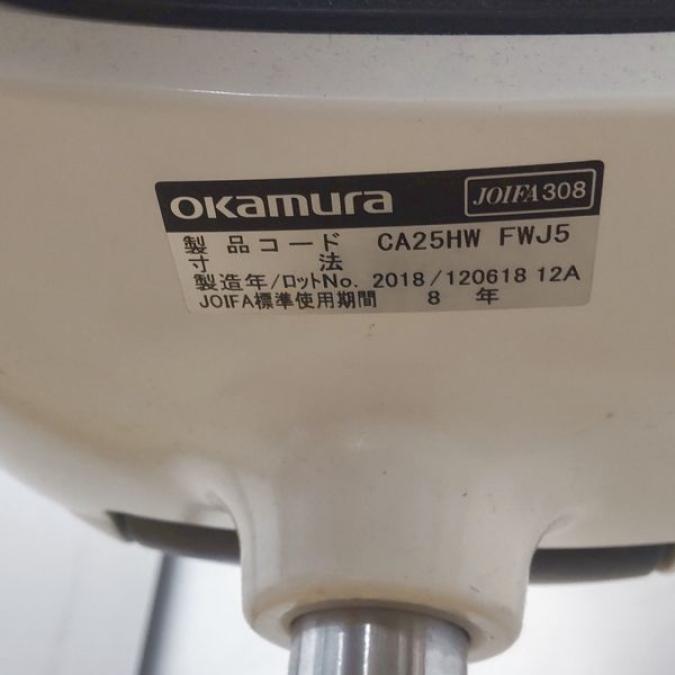 okamura JOIFA308
製品コード CA25HW FWJ5
寸法
製造年/ロットNo. 2018/120618 12A
JOIFA標準使用期間 8 年